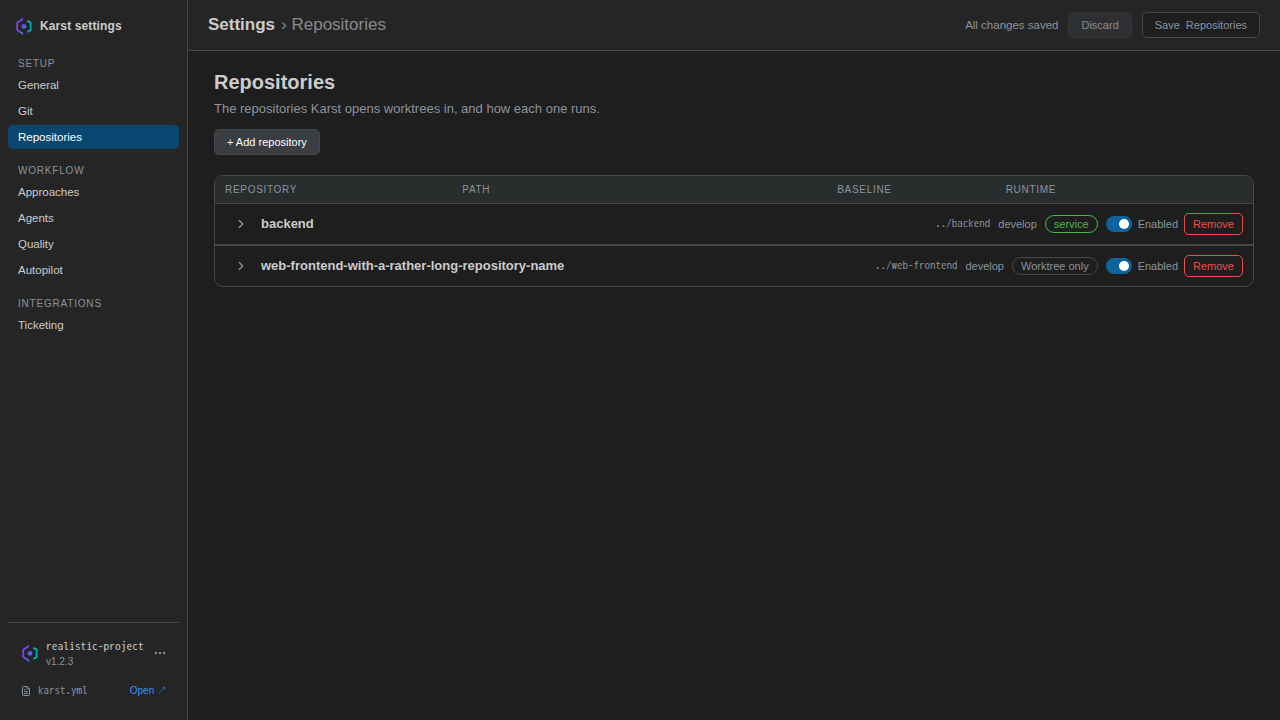 Karst settings
SETUP
General
Git
Repositories
WORKFLOW
Approaches
Agents
Quality
Autopilot
INTEGRATIONS
Ticketing
realistic-project
v1.2.3
karst.yml Open ↗
Settings › Repositories
All changes saved Discard Save Repositories
Repositories
The repositories Karst opens worktrees in, and how each one runs.
+ Add repository
REPOSITORY PATH BASELINE RUNTIME
backend ../backend develop service Enabled Remove
web-frontend-with-a-rather-long-repository-name ../web-frontend develop Worktree only Enabled Remove